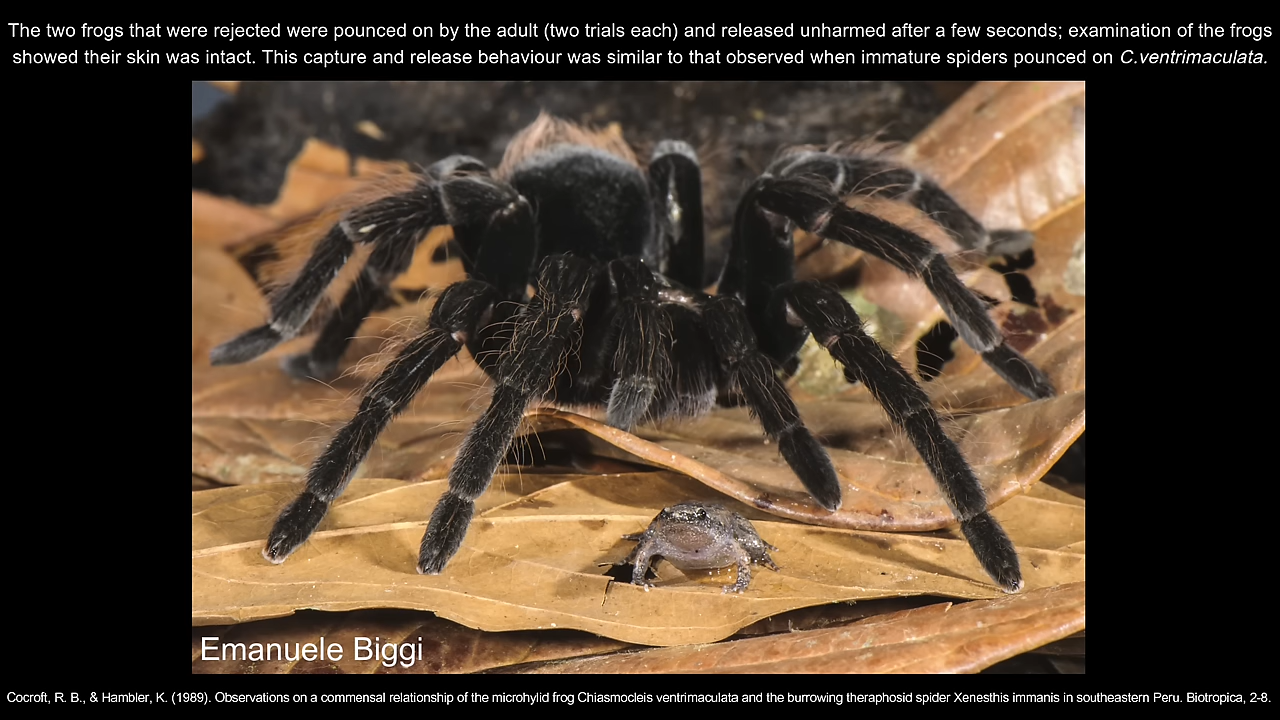 The two frogs that were rejected were pounced on by the adult (two trials each) and released unharmed after a few seconds; examination of the frogs
showed their skin was intact. This capture and release behaviour was similar to that observed when immature spiders pounced on C.ventrimaculata.
Emanuele Biggi
Cocroft, R. B., & Hambler, K. (1989). Observations on a commensal relationship of the microhylid frog Chiasmocleis ventrimaculata and the burrowing theraphosid spider Xenesthis immanis in southeastern Peru. Biotropica, 2-8.